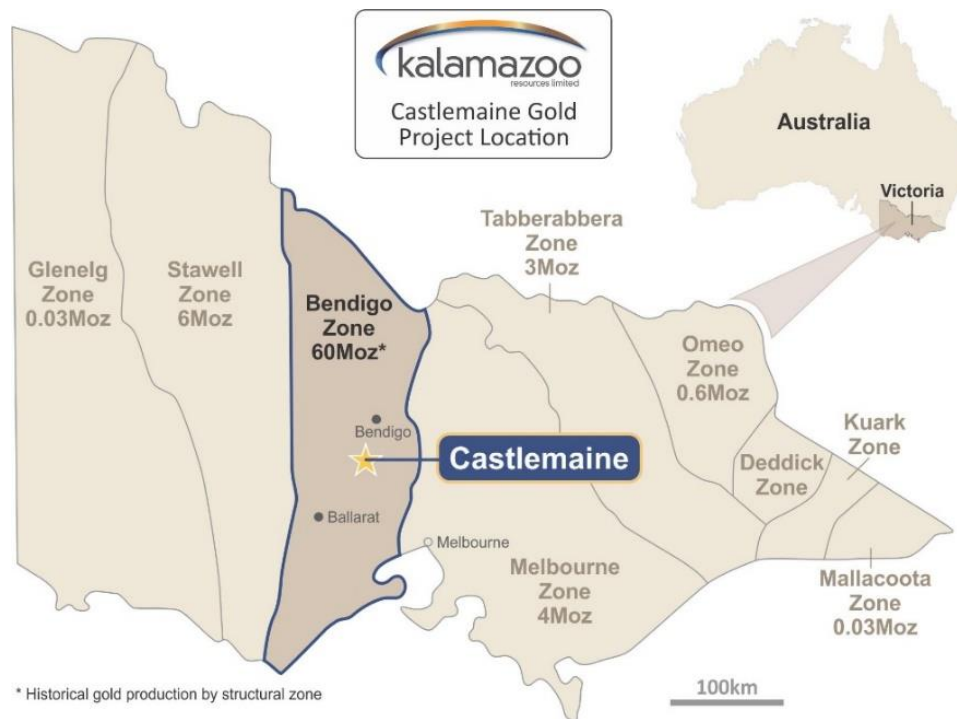 kalamazoo
resources limited
Castlemaine Gold
Project Location
Australia
Victoria
Tabberabbera
Zone
3Moz
Glenelg
Zone
0.03Moz
Stawell
Zone
6Moz
Bendigo
Zone
60Moz*
Omeo
Zone
0.6Moz
Kuark
Zone
Bendigo
Castlemaine
Deddick
Zone
Ballarat
Melbourne
Melbourne
Zone
4Moz
Mallacoota
Zone
0.03Moz
* Historical gold production by structural zone
100km